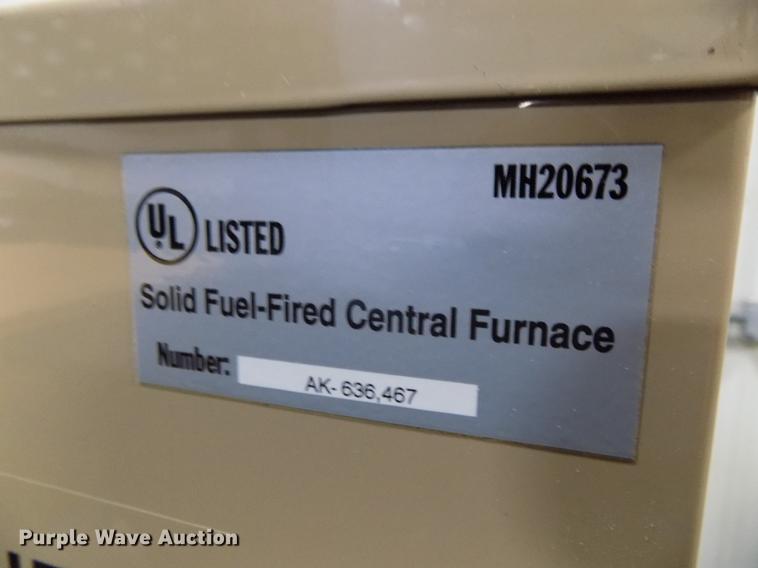 MH20673
UL LISTED
®
Solid Fuel-Fired Central Furnace
Number: AK- 636,467
Purple Wave Auction